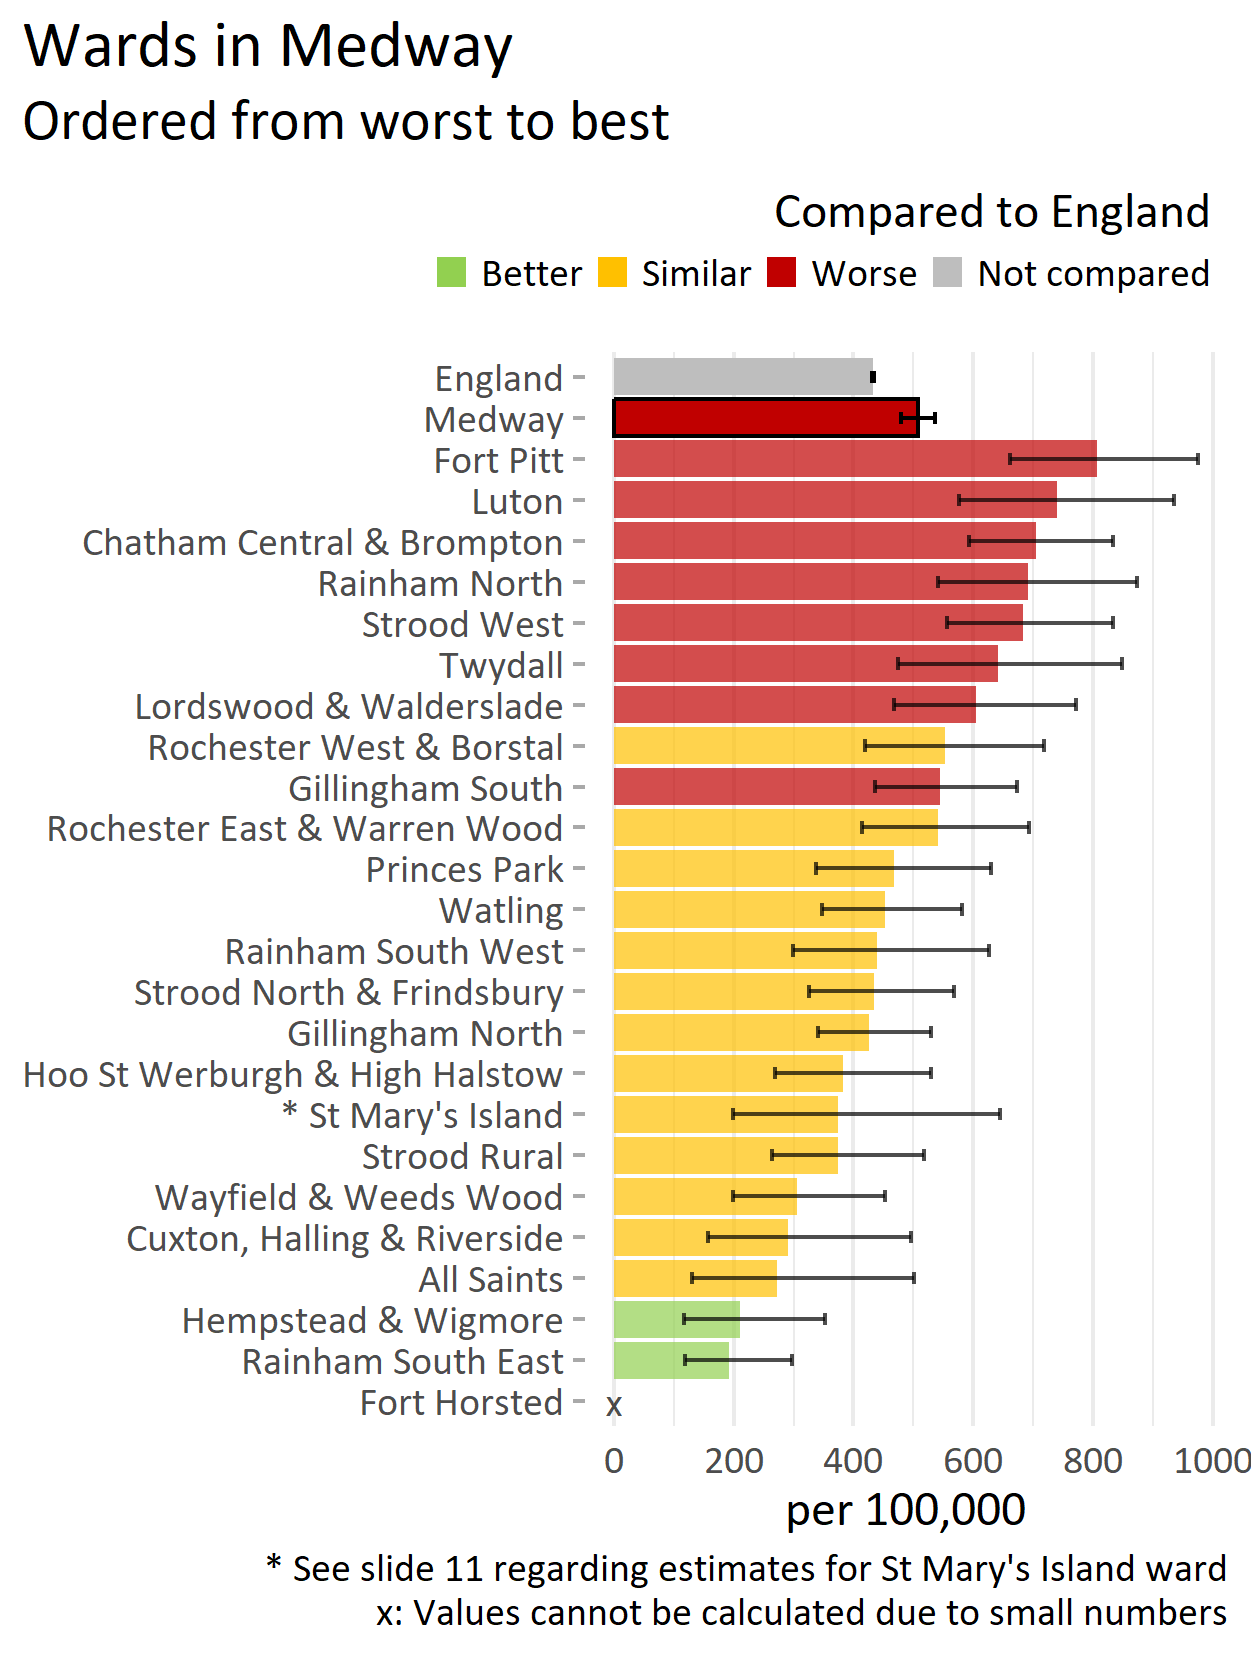 Wards in Medway
Ordered from worst to best
Compared to England
Better Similar Worse Not compared
England
Medway
Fort Pitt
Luton
Chatham Central & Brompton
Rainham North
Strood West
Twydall
Lordswood & Walderslade
Rochester West & Borstal
Gillingham South
Rochester East & Warren Wood
Princes Park
Watling
Rainham South West
Strood North & Frindsbury
Gillingham North
Hoo St Werburgh & High Halstow
* St Mary's Island
Strood Rural
Wayfield & Weeds Wood
Cuxton, Halling & Riverside
All Saints
Hempstead & Wigmore
Rainham South East
Fort Horsted x
0 200 400 600 800 1000
per 100,000
* See slide 11 regarding estimates for St Mary's Island ward
x: Values cannot be calculated due to small numbers